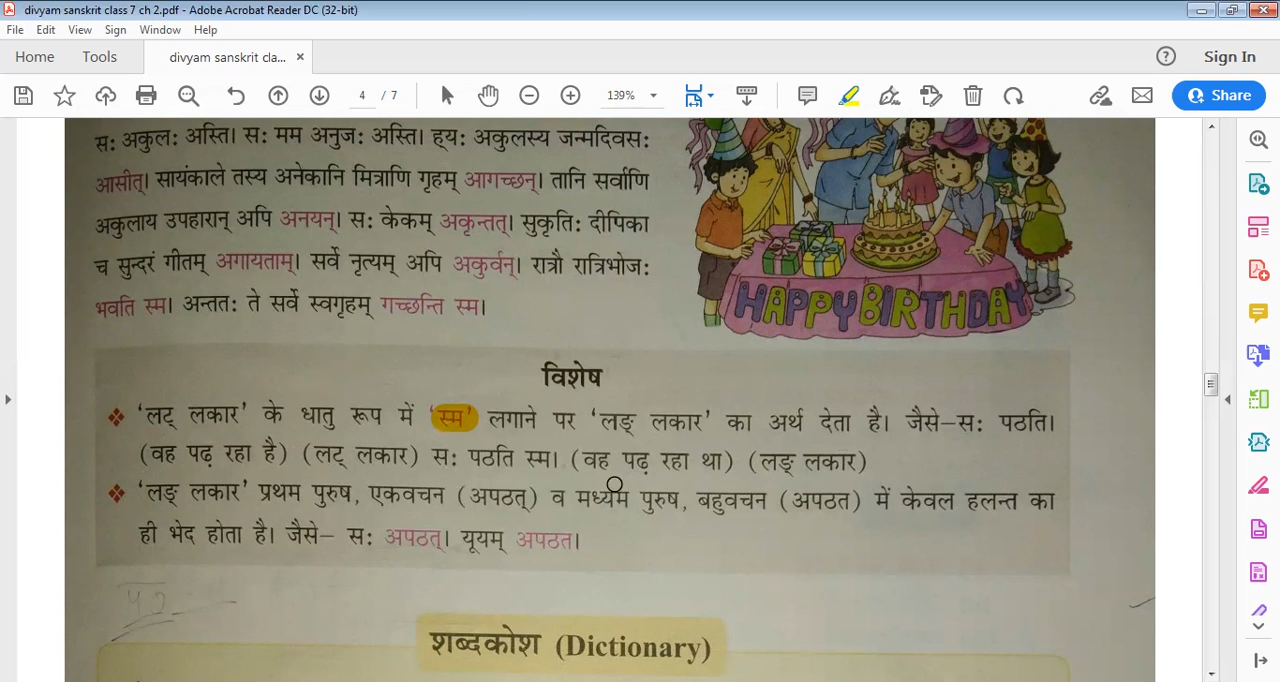 divyam sanskrit class 7 ch 2.pdf - Adobe Acrobat Reader DC (32-bit)
File Edit View Sign Window Help
Home Tools divyam sanskrit cla... × Sign In
4 / 7 139% Share
सः अकुलः अस्ति। सः मम अनुजः अस्ति। ह्यः अकुलस्य जन्मदिवसः
आसीत्। सायंकाले तस्य अनेकानि मित्राणि गृहम् आगच्छन्। तानि सर्वाणि
अकुलाय उपहारान् अपि अनयन्। सः केकम् अकृन्तत्। सुकृतिः दीपिका
च सुन्दरं गीतम् अगायताम्। सर्वे नृत्यम् अपि अकुर्वन्। रात्रौ रात्रिभोजः
भवति स्म। अन्ततः ते सर्वे स्वगृहम् गच्छन्ति स्म।
HAPPY BIRTHDAY
विशेष
❖ 'लट् लकार' के धातु रूप में 'स्म' लगाने पर 'लङ् लकार' का अर्थ देता है। जैसे–सः पठति।
(वह पढ़ रहा है) (लट् लकार) सः पठति स्म। (वह पढ़ रहा था) (लङ् लकार)
❖ 'लङ् लकार' प्रथम पुरुष, एकवचन (अपठत्) व मध्यम पुरुष, बहुवचन (अपठत) में केवल हलन्त का
ही भेद होता है। जैसे– सः अपठत्। यूयम् अपठत।
शब्दकोश (Dictionary)